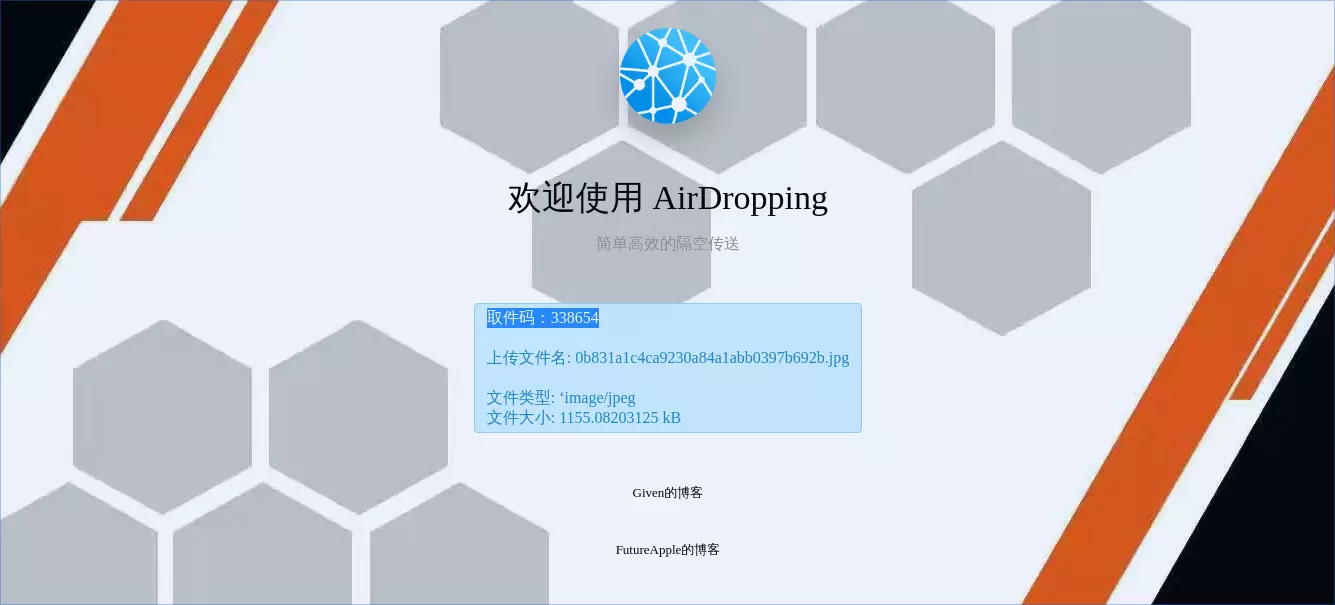 欢迎使用 AirDropping
简单高效的隔空传送
取件码：338654
上传文件名: 0b831a1c4ca9230a84a1abb0397b692b.jpg
文件类型: ‘image/jpeg
文件大小: 1155.08203125 kB
Given的博客
FutureApple的博客